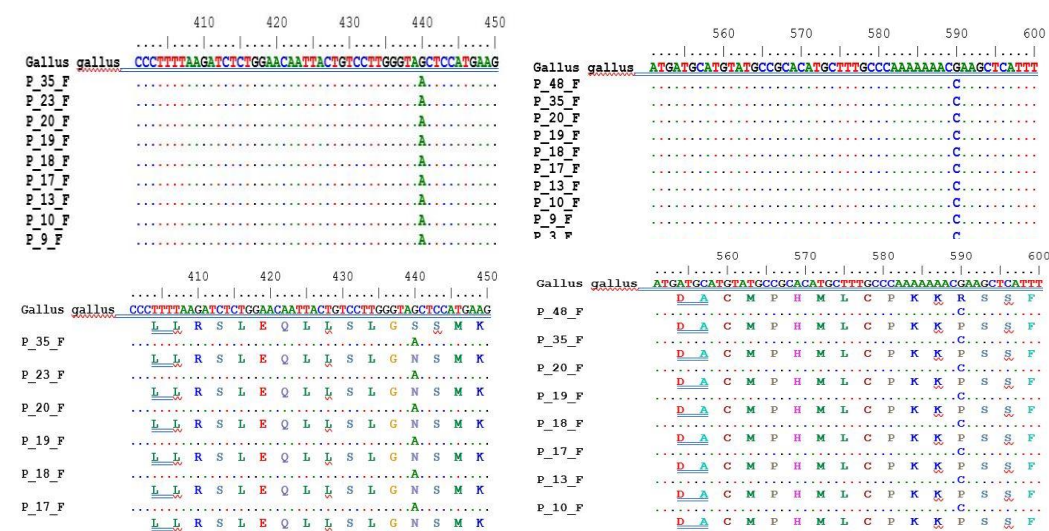 410 420 430 440 450
Gallus gallus CCCTTTTAAGATCTCTGGAACAATTACTGTCCTTGGGTAGCTCCATGAAG
P_35_F A
P_23_F A
P_20_F A
P_19_F A
P_18_F A
P_17_F A
P_13_F A
P_10_F A
P_9_F A
560 570 580 590 600
Gallus gallus ATGATGCATGTATGCCGCACATGCTTTGCCCAAAAAAACGAAGCTCATTT
P_48_F C
P_35_F C
P_20_F C
P_19_F C
P_18_F C
P_17_F C
P_13_F C
P_10_F C
P_9_F C
P_3_F C
410 420 430 440 450
Gallus gallus CCCTTTTAAGATCTCTGGAACAATTACTGTCCTTGGGTAGCTCCATGAAG
L L R S L E Q L L S L G S S M K
P_35_F A
L L R S L E Q L L S L G N S M K
P_23_F A
L L R S L E Q L L S L G N S M K
P_20_F A
L L R S L E Q L L S L G N S M K
P_19_F A
L L R S L E Q L L S L G N S M K
P_18_F A
L L R S L E Q L L S L G N S M K
P_17_F A
L L R S L E Q L L S L G N S M K
560 570 580 590 600
Gallus gallus ATGATGCATGTATGCCGCACATGCTTTGCCCAAAAAAACGAAGCTCATTT
D A C M P H M L C P K K R S S F
P_48_F C
D A C M P H M L C P K K P S S F
P_35_F C
D A C M P H M L C P K K P S S F
P_20_F C
D A C M P H M L C P K K P S S F
P_19_F C
D A C M P H M L C P K K P S S F
P_18_F C
D A C M P H M L C P K K P S S F
P_17_F C
D A C M P H M L C P K K P S S F
P_13_F C
D A C M P H M L C P K K P S S F
P_10_F C
D A C M P H M L C P K K P S S F